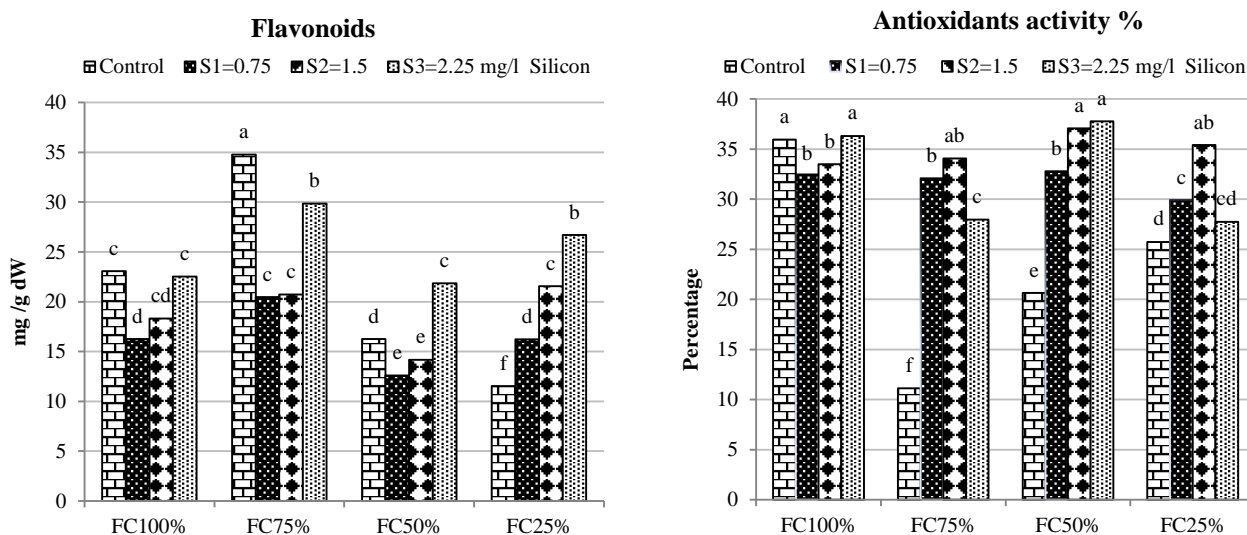 Flavonoids
Control S1=0.75 S2=1.5 S3=2.25 mg/l Silicon
mg /g dW
40
35
30
25
20
15
10
5
0
c d cd c
a c c b
d e e c
f d c b
FC100% FC75% FC50% FC25%
Antioxidants activity %
Control S1=0.75 S2=1.5 S3=2.25 mg/l Silicon
Percentage
40
35
30
25
20
15
10
5
0
a b b a
f b ab c
e b a a
d c ab cd
FC100% FC75% FC50% FC25%